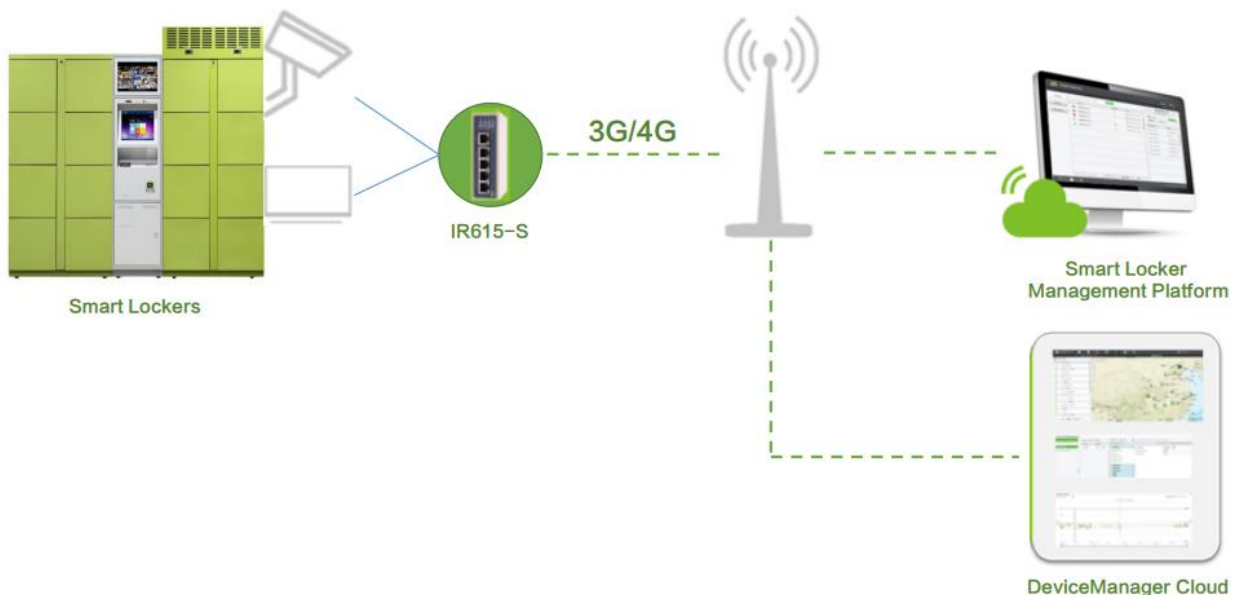 3G/4G
IR615-S
Smart Lockers
Smart Locker
Management Platform
DeviceManager Cloud